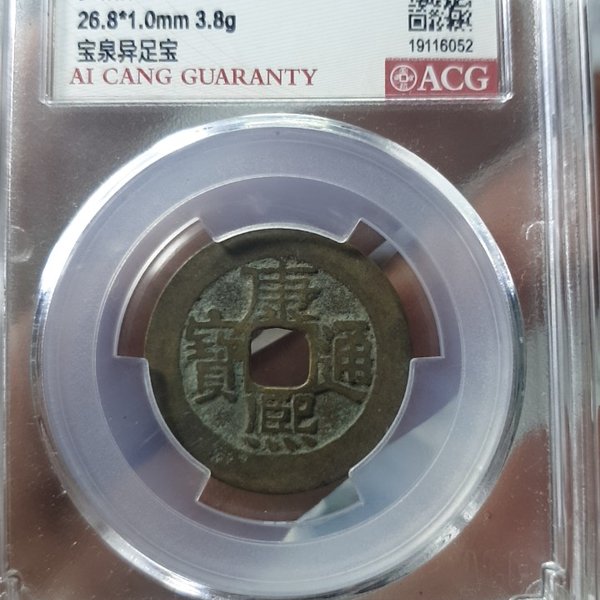 26.8*1.0mm 3.8g
19116052
宝泉异足宝
AI CANG GUARANTY
ACG
康熙通寶